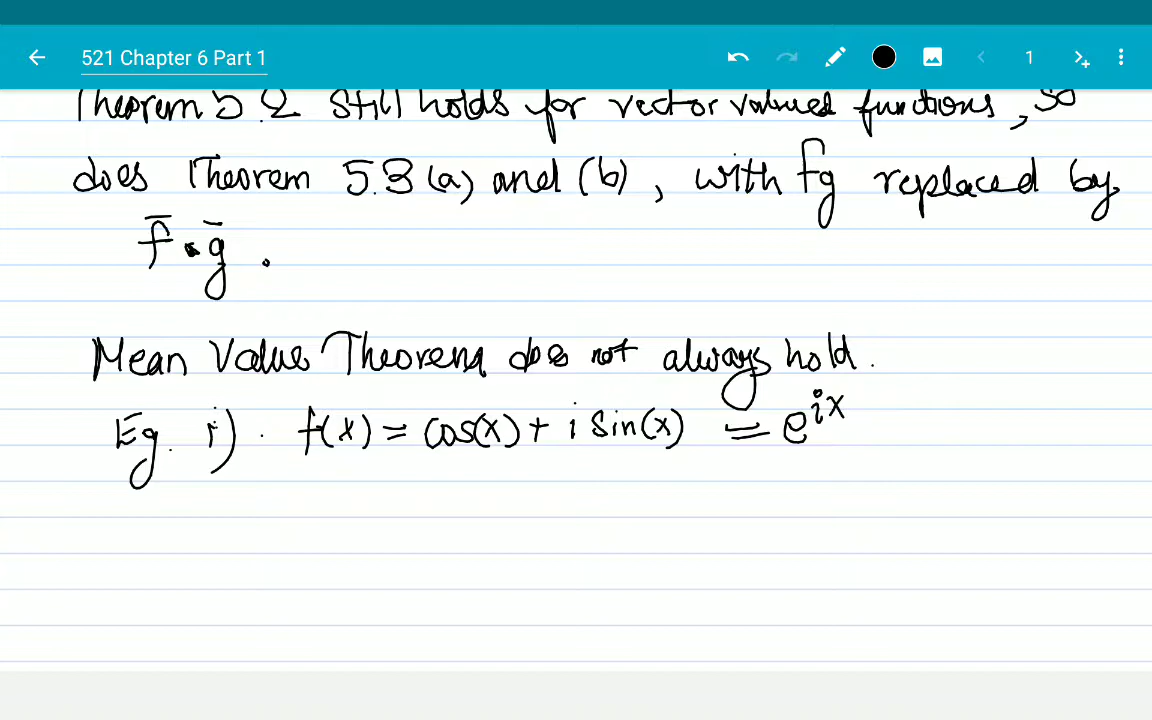 521 Chapter 6 Part 1
1
Theorem 5.2 still holds for vector valued functions, so
does Theorem 5.3 (a) and (b), with fg replaced by
f̄ · ḡ .
Mean Value Theorem does not always hold.
Eg. i) . f(x) = cos(x) + i sin(x) = e^{ix}